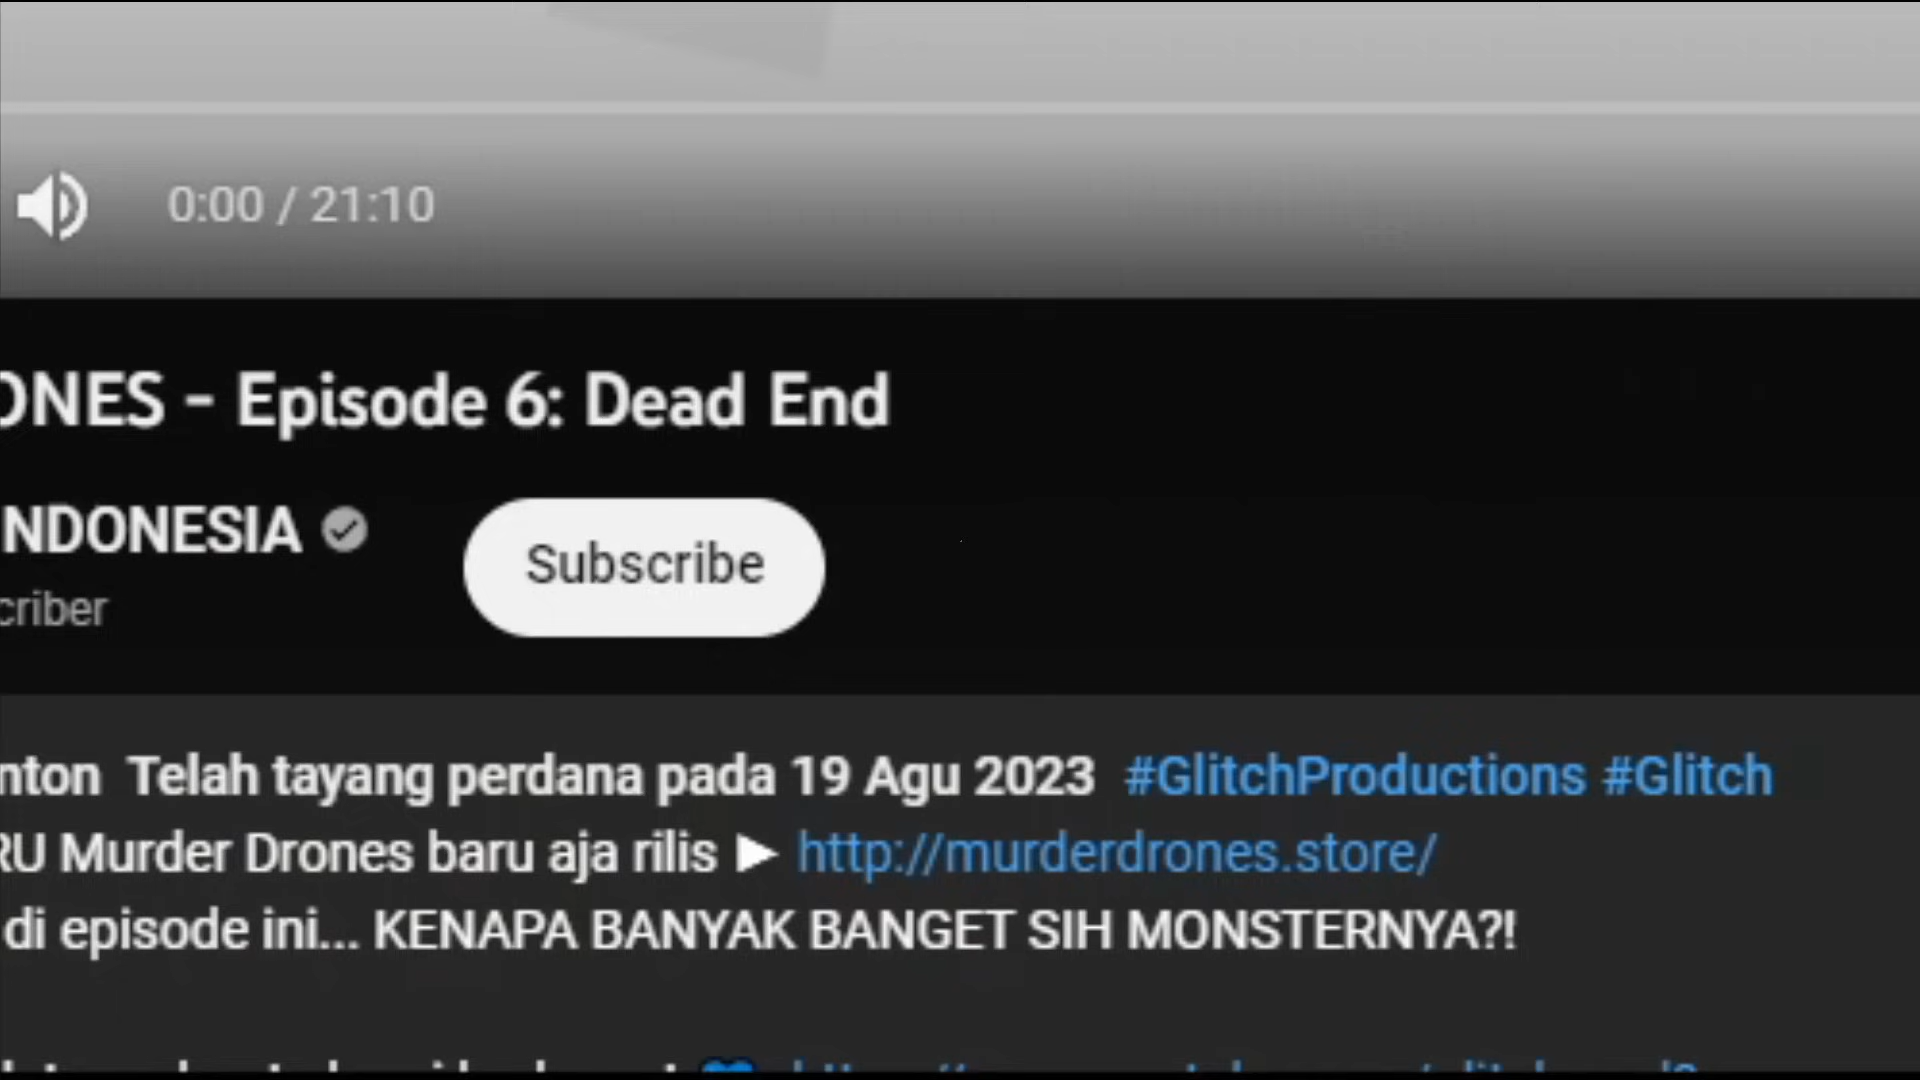 0:00 / 21:10
ONES - Episode 6: Dead End
INDONESIA
Subscribe
criber
nton Telah tayang perdana pada 19 Agu 2023 #GlitchProductions #Glitch
RU Murder Drones baru aja rilis ▶ http://murderdrones.store/
di episode ini... KENAPA BANYAK BANGET SIH MONSTERNYA?!